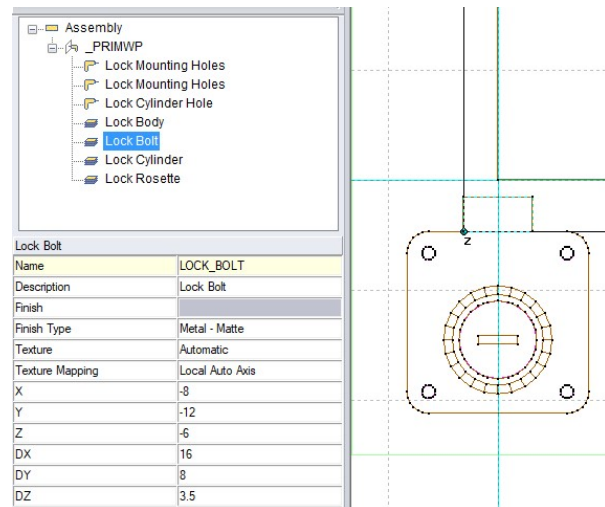 Assembly
_PRIMWP
Lock Mounting Holes
Lock Mounting Holes
Lock Cylinder Hole
Lock Body
Lock Bolt
Lock Cylinder
Lock Rosette
Lock Bolt
Name LOCK_BOLT
Description Lock Bolt
Finish
Finish Type Metal - Matte
Texture Automatic
Texture Mapping Local Auto Axis
X -8
Y -12
Z -6
DX 16
DY 8
DZ 3.5
Z